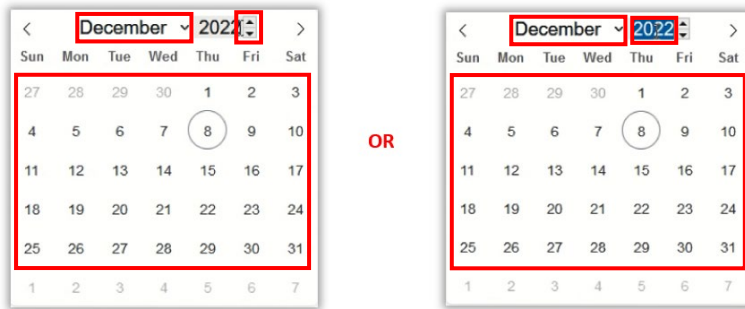 December 2022
Sun Mon Tue Wed Thu Fri Sat
27 28 29 30 1 2 3
4 5 6 7 8 9 10
11 12 13 14 15 16 17
18 19 20 21 22 23 24
25 26 27 28 29 30 31
1 2 3 4 5 6 7
OR
December 2022
Sun Mon Tue Wed Thu Fri Sat
27 28 29 30 1 2 3
4 5 6 7 8 9 10
11 12 13 14 15 16 17
18 19 20 21 22 23 24
25 26 27 28 29 30 31
1 2 3 4 5 6 7